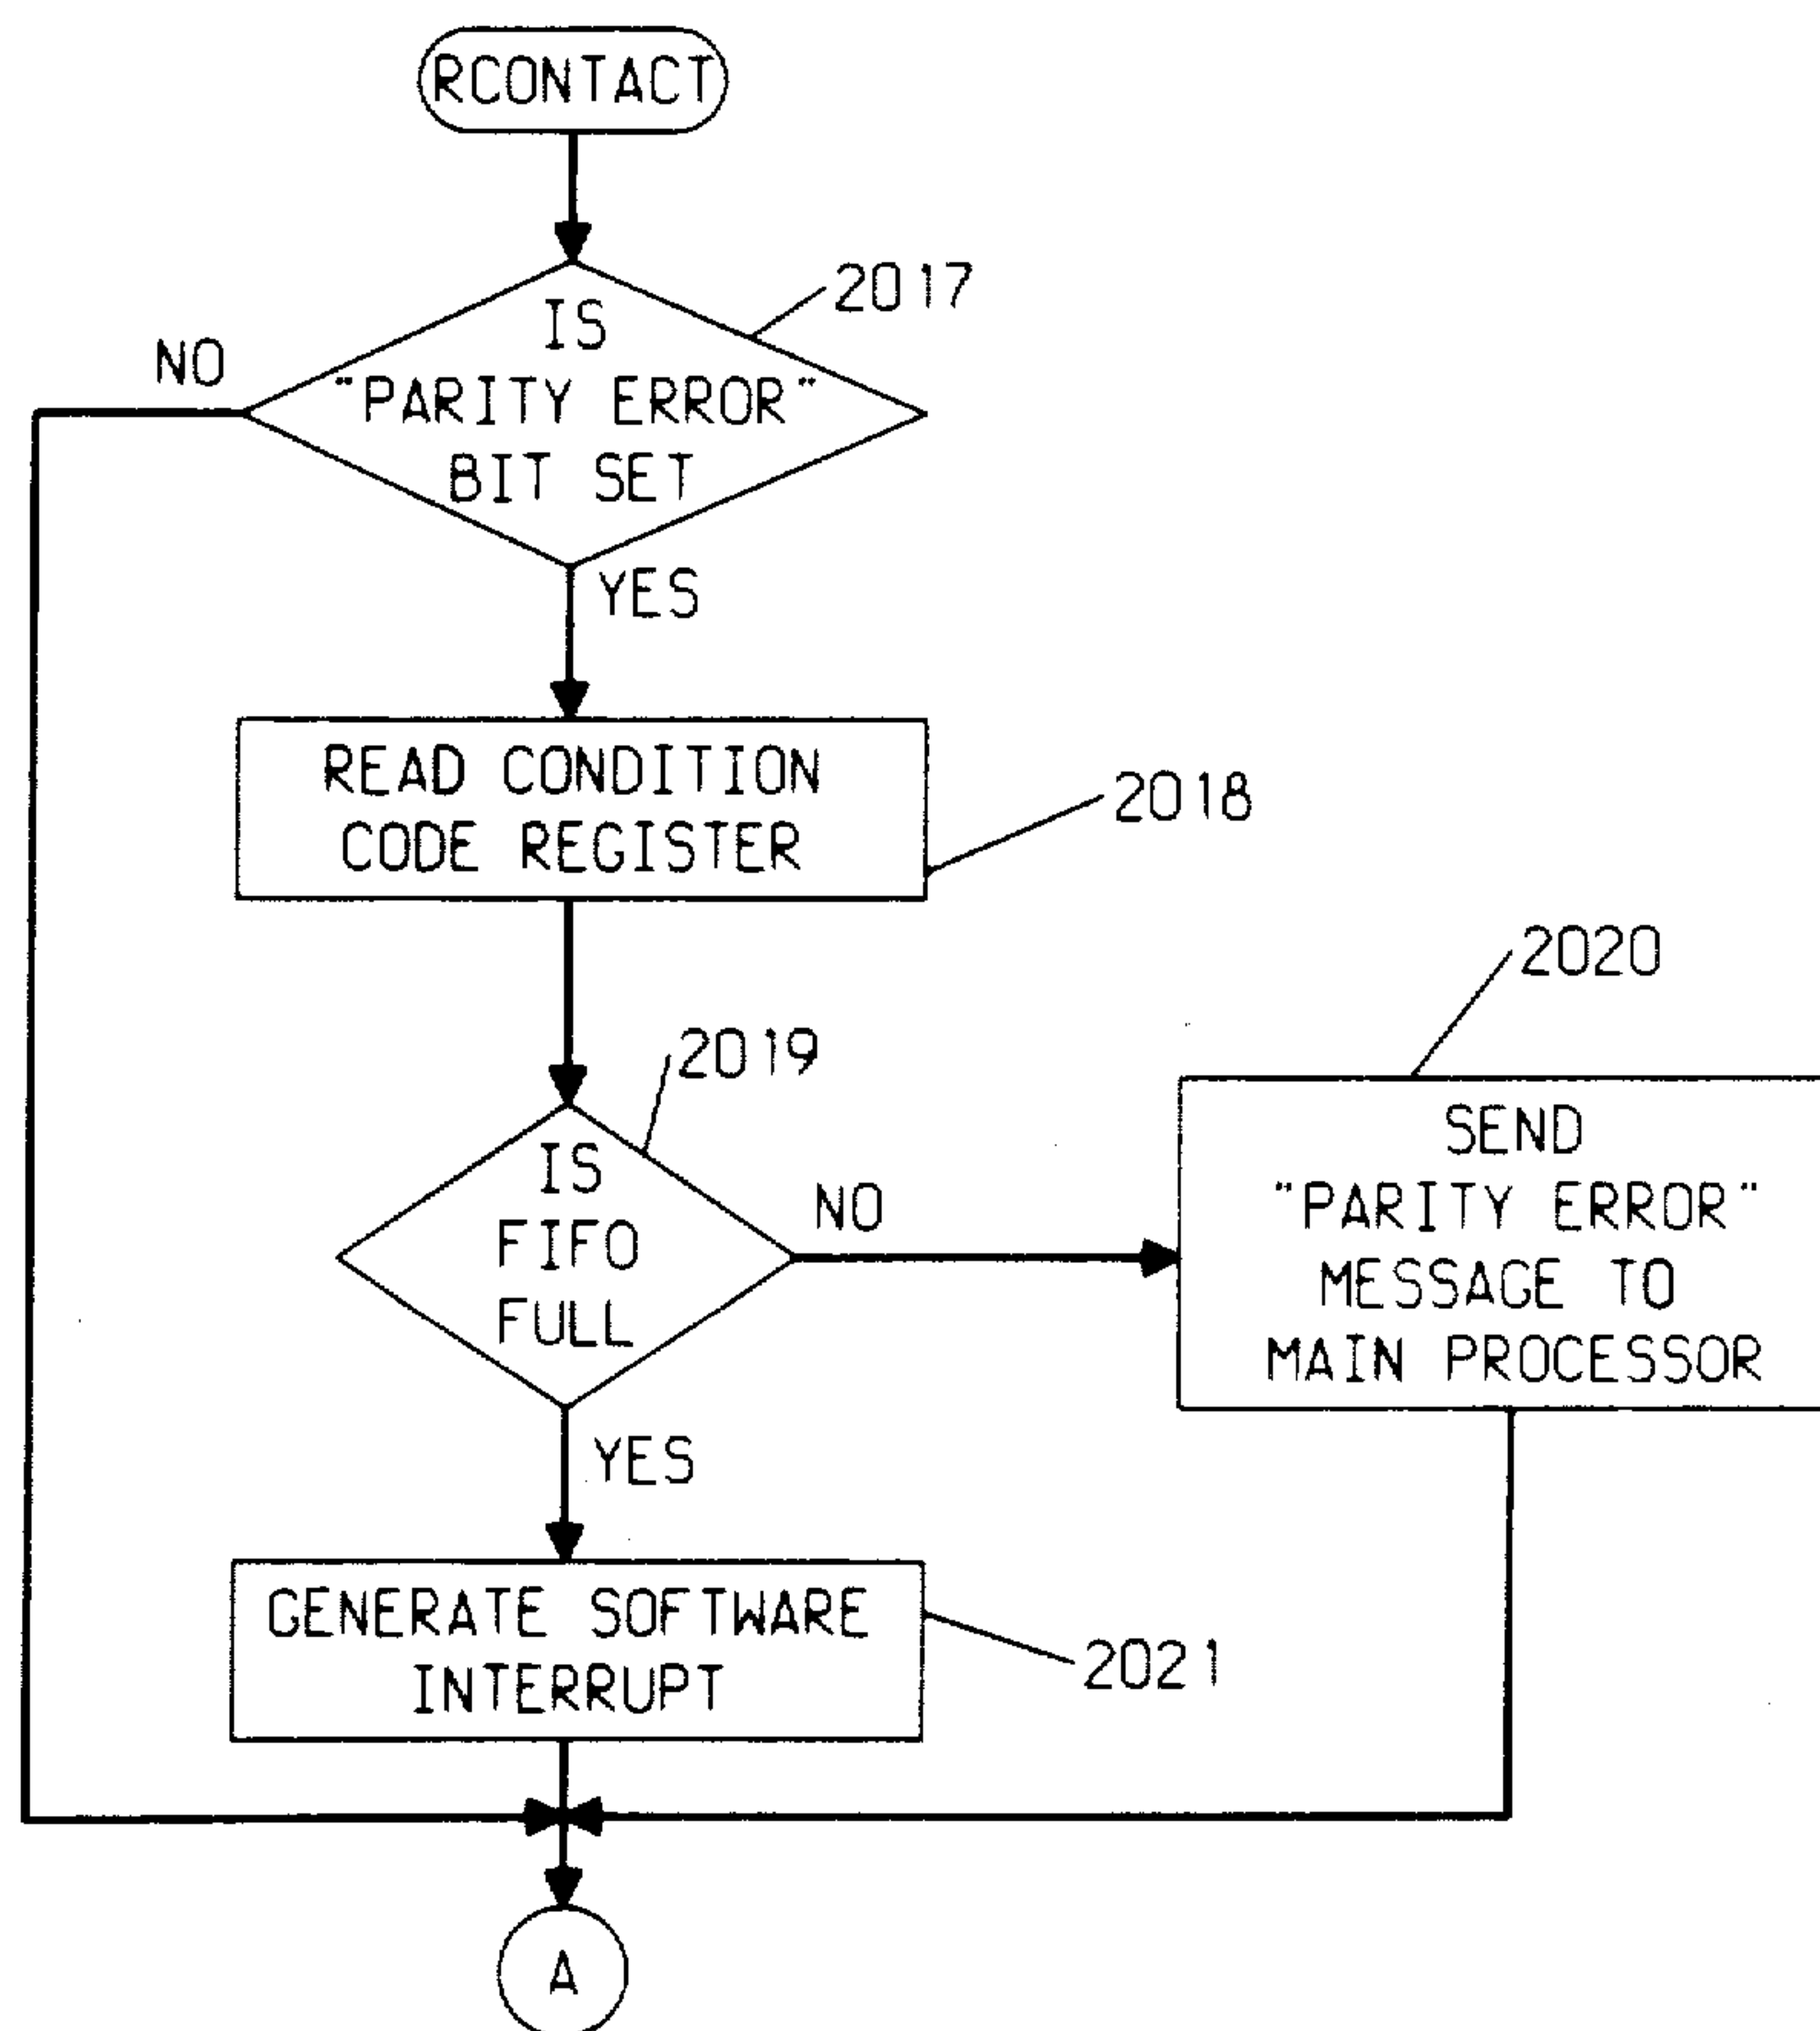 RCONTACT
2017
IS
"PARITY ERROR"
BIT SET
NO
YES
READ CONDITION
CODE REGISTER
2018
2019
IS
FIFO
FULL
NO
YES
2020
SEND
"PARITY ERROR"
MESSAGE TO
MAIN PROCESSOR
GENERATE SOFTWARE
INTERRUPT
2021
A